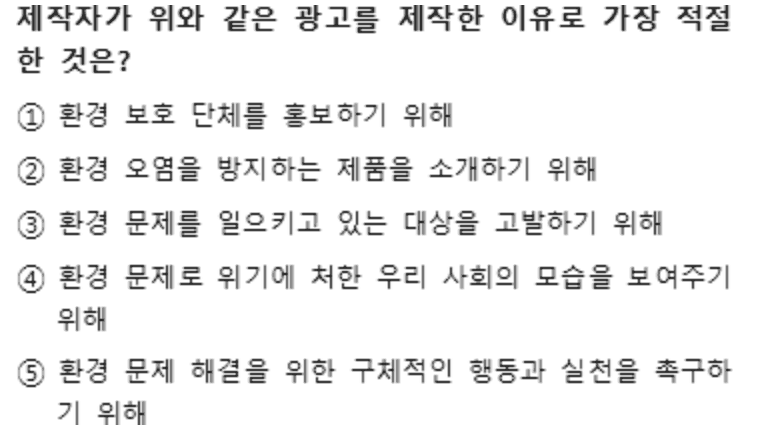 제작자가 위와 같은 광고를 제작한 이유로 가장 적절
한 것은?
① 환경 보호 단체를 홍보하기 위해
② 환경 오염을 방지하는 제품을 소개하기 위해
③ 환경 문제를 일으키고 있는 대상을 고발하기 위해
④ 환경 문제로 위기에 처한 우리 사회의 모습을 보여주기
위해
⑤ 환경 문제 해결을 위한 구체적인 행동과 실천을 촉구하
기 위해